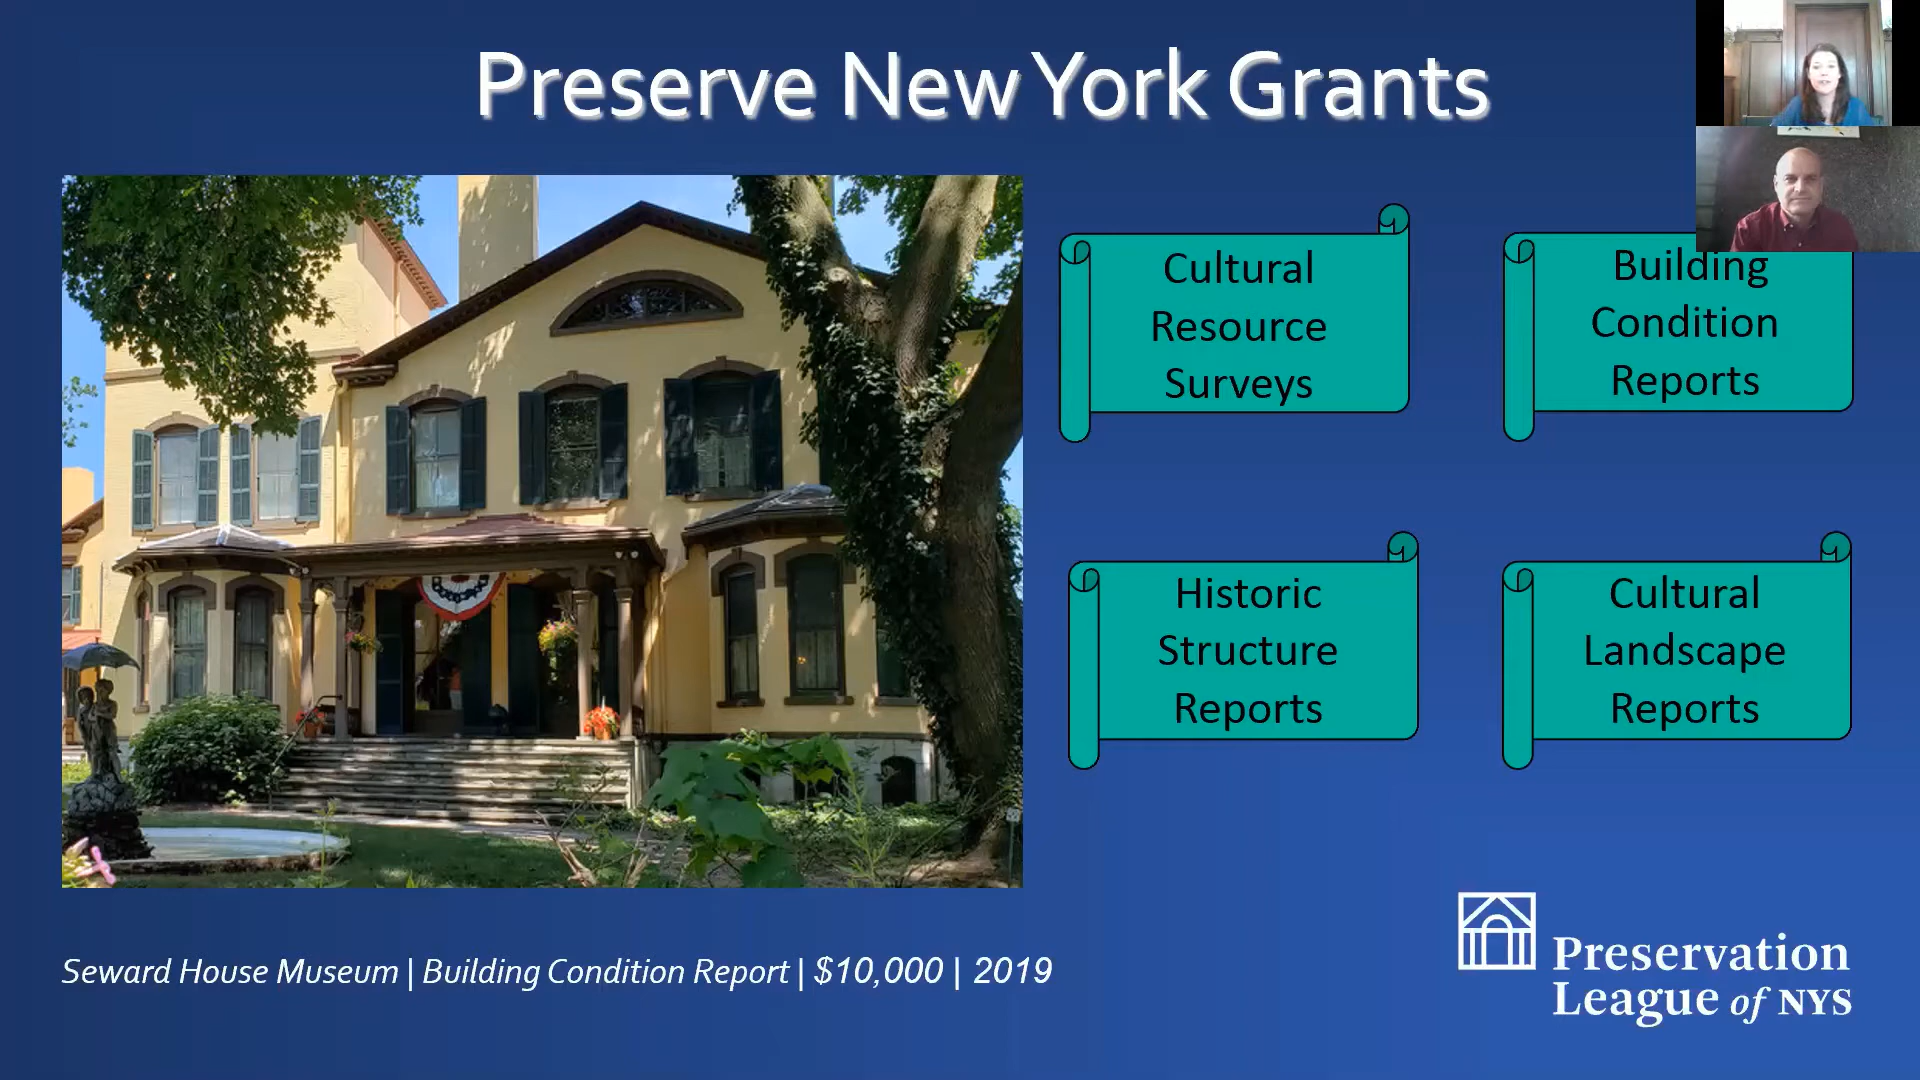 Preserve New York Grants
Cultural
Resource
Surveys
Building
Condition
Reports
Historic
Structure
Reports
Cultural
Landscape
Reports
Seward House Museum | Building Condition Report | $10,000 | 2019
Preservation
League of NYS